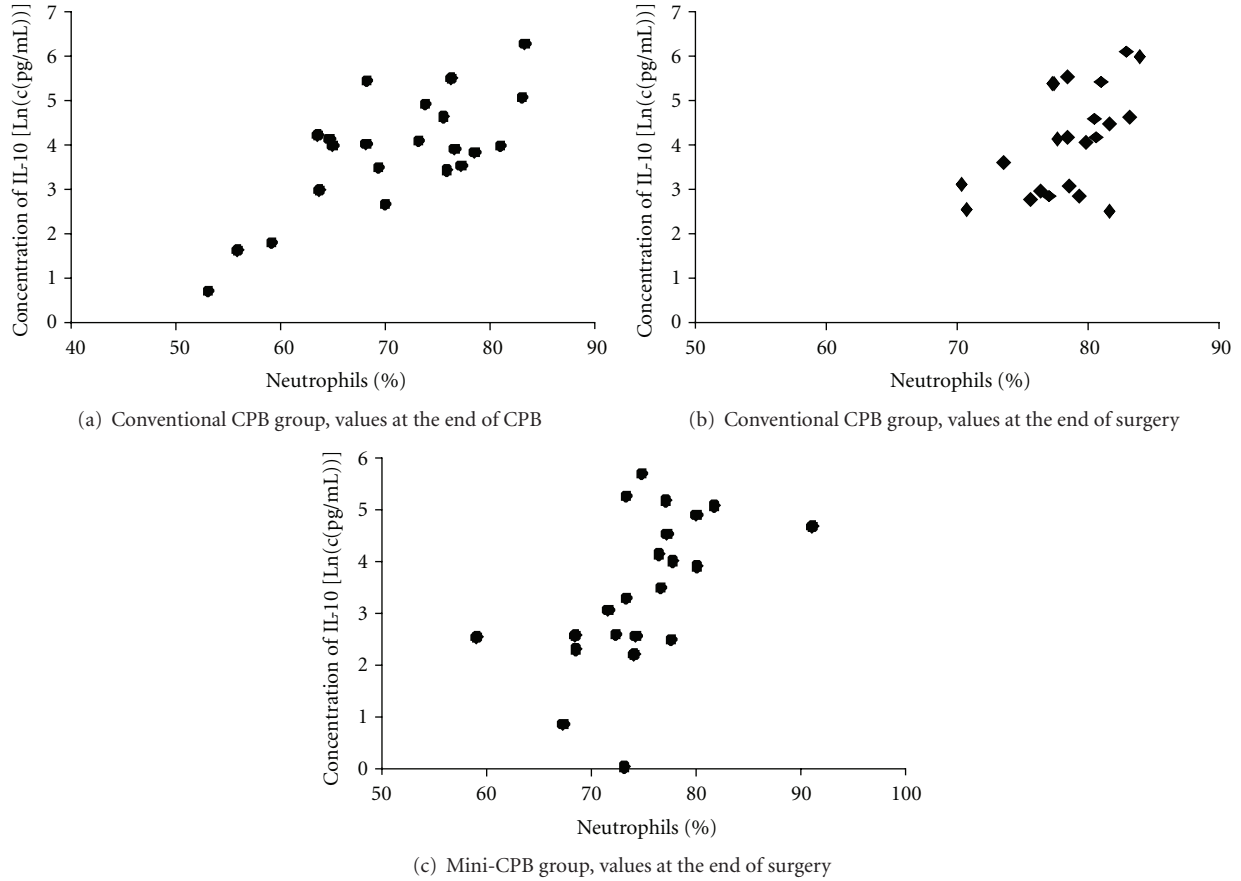 Concentration of IL-10 [Ln(c(pg/mL))]
7
6
5
4
3
2
1
0
40 50 60 70 80 90
Neutrophils (%)
(a) Conventional CPB group, values at the end of CPB
Concentration of IL-10 [Ln(c(pg/mL))]
7
6
5
4
3
2
1
0
50 60 70 80 90
Neutrophils (%)
(b) Conventional CPB group, values at the end of surgery
Concentration of IL-10 [Ln(c(pg/mL))]
6
5
4
3
2
1
0
50 60 70 80 90 100
Neutrophils (%)
(c) Mini-CPB group, values at the end of surgery